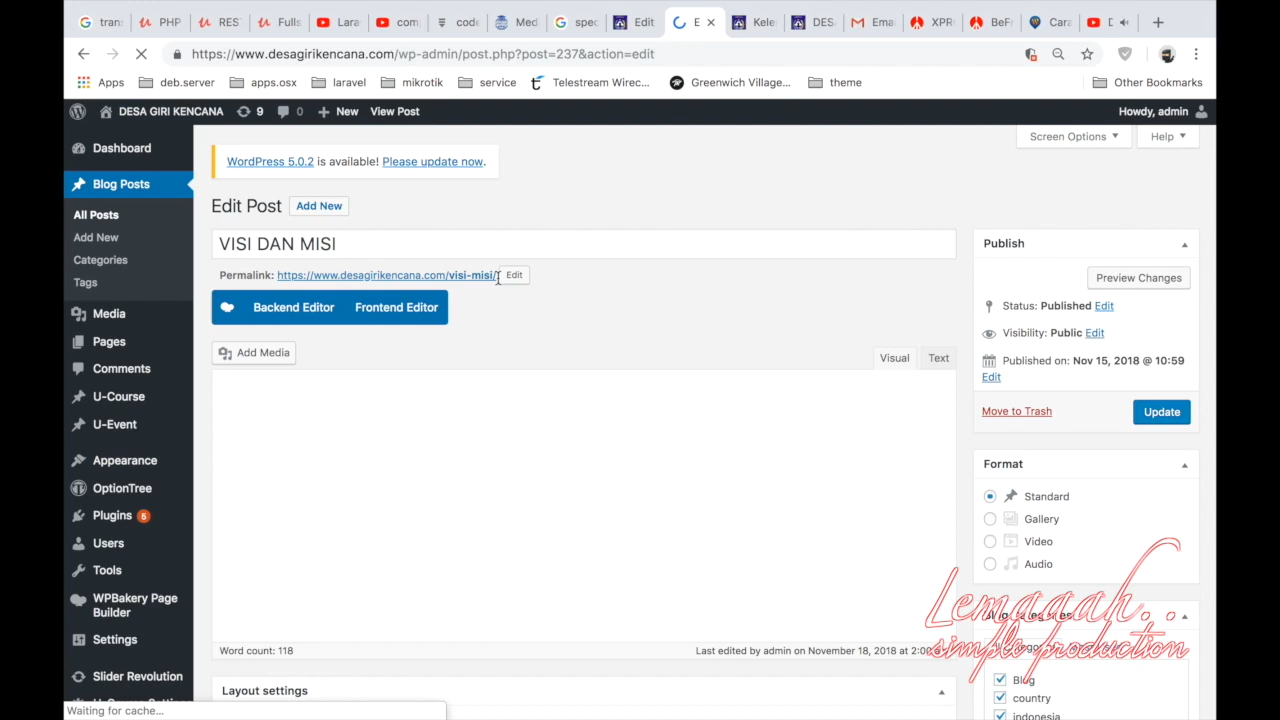 tran
PHP
RES
Fulls
Lara
com
code
Med
spec
Edit
E
Kele
DESA
Ema
XPR
BeFr
Cara
D
https://www.desagirikencana.com/wp-admin/post.php?post=237&action=edit
Apps deb.server apps.osx laravel mikrotik service Telestream Wirec... Greenwich Village... theme Other Bookmarks
DESA GIRI KENCANA 9 0 New View Post Howdy, admin
Screen Options Help
Dashboard
Blog Posts
All Posts
Add New
Categories
Tags
Media
Pages
Comments
U-Course
U-Event
Appearance
OptionTree
Plugins 5
Users
Tools
WPBakery Page
Builder
Settings
Slider Revolution
WordPress 5.0.2 is available! Please update now.
Edit Post Add New
VISI DAN MISI
Permalink: https://www.desagirikencana.com/visi-misi/ Edit
Backend Editor Frontend Editor
Add Media
Visual Text
Word count: 118 Last edited by admin on November 18, 2018 at 2:00
Layout settings
Publish
Preview Changes
Status: Published Edit
Visibility: Public Edit
Published on: Nov 15, 2018 @ 10:59
Edit
Move to Trash Update
Format
Standard
Gallery
Video
Audio
Blog
country
indonesia
Lemaaah..
simple production
Waiting for cache...